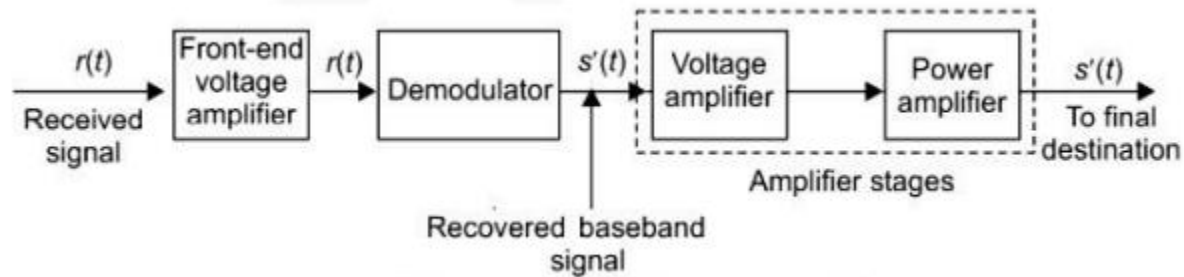 r(t)
Received
signal
Front-end
voltage
amplifier
r(t)
Demodulator
s'(t)
Voltage
amplifier
Power
amplifier
s'(t)
To final
destination
Amplifier stages
Recovered baseband
signal